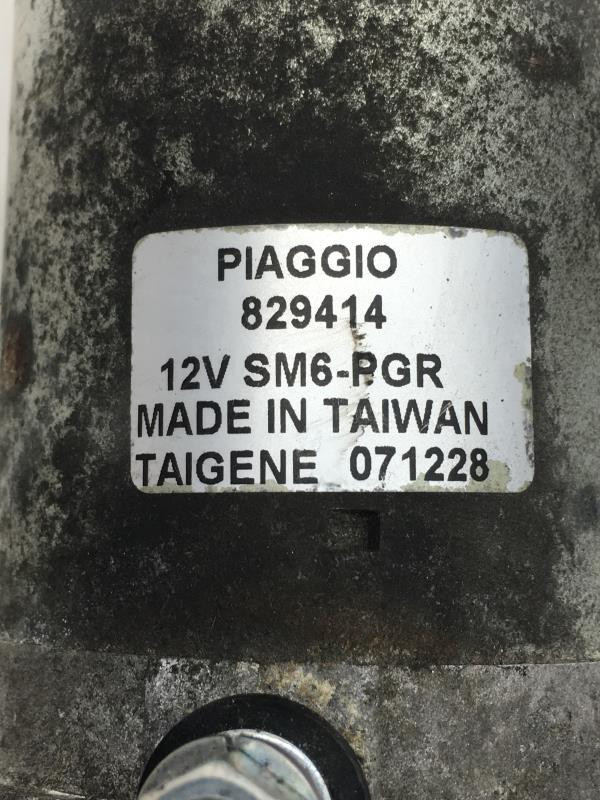 PIAGGIO
829414
12V SM6-PGR
MADE IN TAIWAN
TAIGENE 071228